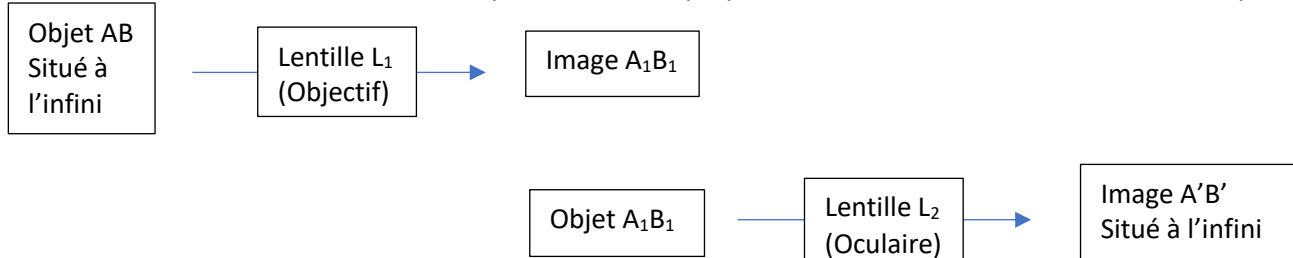 Objet AB
Situé à
l’infini
Lentille L₁
(Objectif)
Image A₁B₁
Objet A₁B₁
Lentille L₂
(Oculaire)
Image A’B’
Situé à l’infini